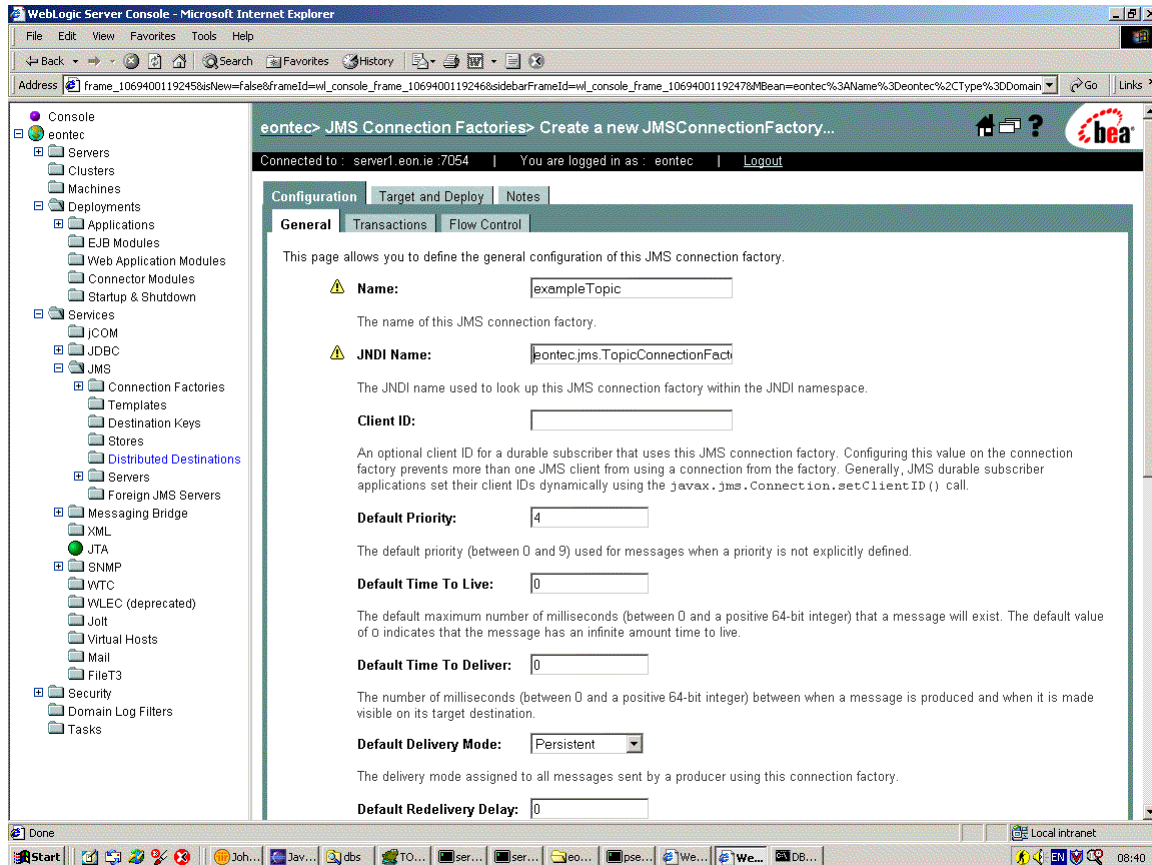 WebLogic Server Console - Microsoft Internet Explorer
File Edit View Favorites Tools Help
Back Search Favorites History
Address frame_1069400119245&isNew=false&frameId=wl_console_frame_1069400119246&sidebarFrameId=wl_console_frame_1069400119247&MBean=eontec%3AName%3Deontec%2CType%3DDomain Go Links
Console
eontec
Servers
Clusters
Machines
Deployments
Applications
EJB Modules
Web Application Modules
Connector Modules
Startup & Shutdown
Services
jCOM
JDBC
JMS
Connection Factories
Templates
Destination Keys
Stores
Distributed Destinations
Servers
Foreign JMS Servers
Messaging Bridge
XML
JTA
SNMP
WTC
WLEC (deprecated)
Jolt
Virtual Hosts
Mail
FileT3
Security
Domain Log Filters
Tasks
eontec> JMS Connection Factories> Create a new JMSConnectionFactory...
? bea
Connected to : server1.eon.ie :7054 | You are logged in as : eontec | Logout
Configuration Target and Deploy Notes
General Transactions Flow Control
This page allows you to define the general configuration of this JMS connection factory.
Name: exampleTopic
The name of this JMS connection factory.
JNDI Name: eontec.jms.TopicConnectionFact
The JNDI name used to look up this JMS connection factory within the JNDI namespace.
Client ID:
An optional client ID for a durable subscriber that uses this JMS connection factory. Configuring this value on the connection
factory prevents more than one JMS client from using a connection from the factory. Generally, JMS durable subscriber
applications set their client IDs dynamically using the javax.jms.Connection.setClientID() call.
Default Priority: 4
The default priority (between 0 and 9) used for messages when a priority is not explicitly defined.
Default Time To Live: 0
The default maximum number of milliseconds (between 0 and a positive 64-bit integer) that a message will exist. The default value
of 0 indicates that the message has an infinite amount time to live.
Default Time To Deliver: 0
The number of milliseconds (between 0 and a positive 64-bit integer) between when a message is produced and when it is made
visible on its target destination.
Default Delivery Mode: Persistent
The delivery mode assigned to all messages sent by a producer using this connection factory.
Default Redelivery Delay: 0
Done Local intranet
Start Joh... Jav... dbs TO... ser... ser... eo... pse... We... We... DB... EN 08:40